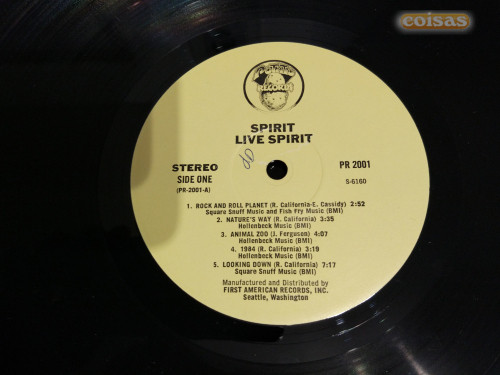 coisas
RECORDS
SPIRIT
LIVE SPIRIT
STEREO
SIDE ONE
(PR-2001-A)
PR 2001
S-6160
1. ROCK AND ROLL PLANET (R. California-E. Cassidy) 2:52
Square Snuff Music and Fish Fry Music (BMI)
2. NATURE'S WAY (R. California) 3:35
Hollenbeck Music (BMI)
3. ANIMAL ZOO (J. Ferguson) 4:07
Hollenbeck Music (BMI)
4. 1984 (R. California) 3:19
Hollenbeck Music (BMI)
5. LOOKING DOWN (R. California) 7:17
Square Snuff Music (BMI)
Manufactured and Distributed by
FIRST AMERICAN RECORDS, INC.
Seattle, Washington